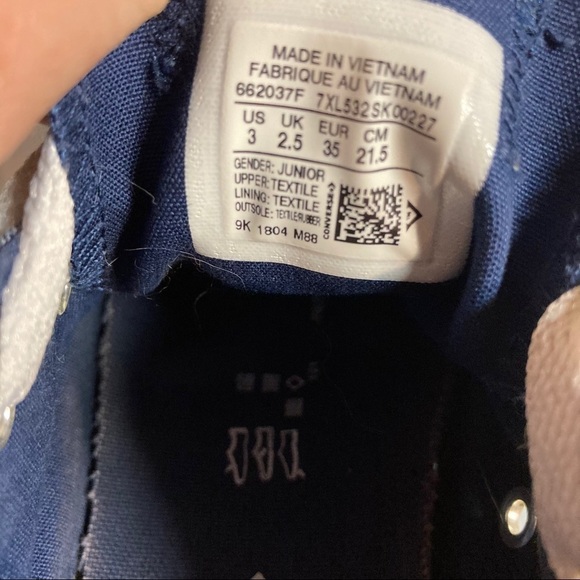 MADE IN VIETNAM
FABRIQUE AU VIETNAM
662037F 7XL532SK00227
US UK EUR CM
3 2.5 35 21.5
GENDER: JUNIOR
UPPER: TEXTILE
LINING: TEXTILE
OUTSOLE: TEXTILE/RUBBER
9K 1804 M88
CONVERSE